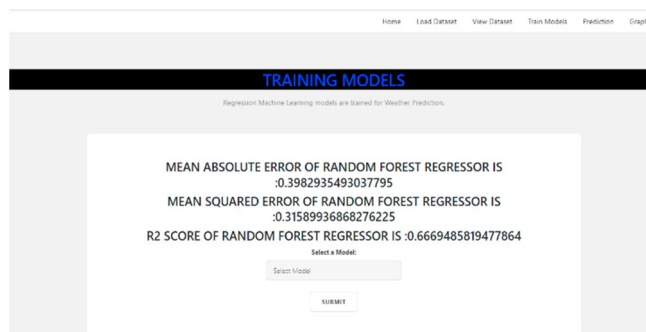 Home Load Dataset View Dataset Train Models Prediction Graph
TRAINING MODELS
Regression Machine Learning models are trained for Weather Prediction.
MEAN ABSOLUTE ERROR OF RANDOM FOREST REGRESSOR IS
:0.3982935493037795
MEAN SQUARED ERROR OF RANDOM FOREST REGRESSOR IS
:0.31589936868276225
R2 SCORE OF RANDOM FOREST REGRESSOR IS :0.6669485819477864
Select a Model:
Select Model
SUBMIT